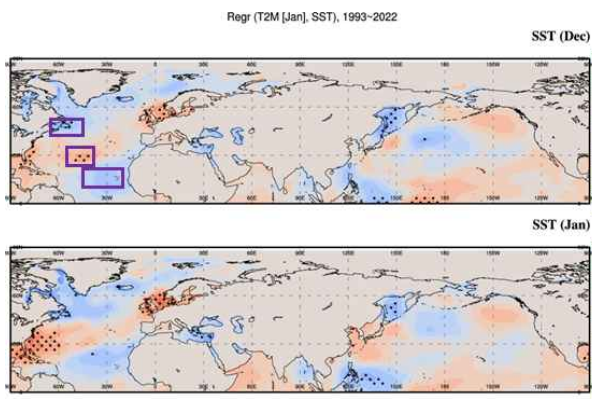 Regr (T2M [Jan], SST), 1993~2022
SST (Dec)
60W 30W 0 30E 60E 90E 120E 150E 180 150W 120W
SST (Jan)
60W 30W 0 30E 60E 90E 120E 150E 180 150W 120W